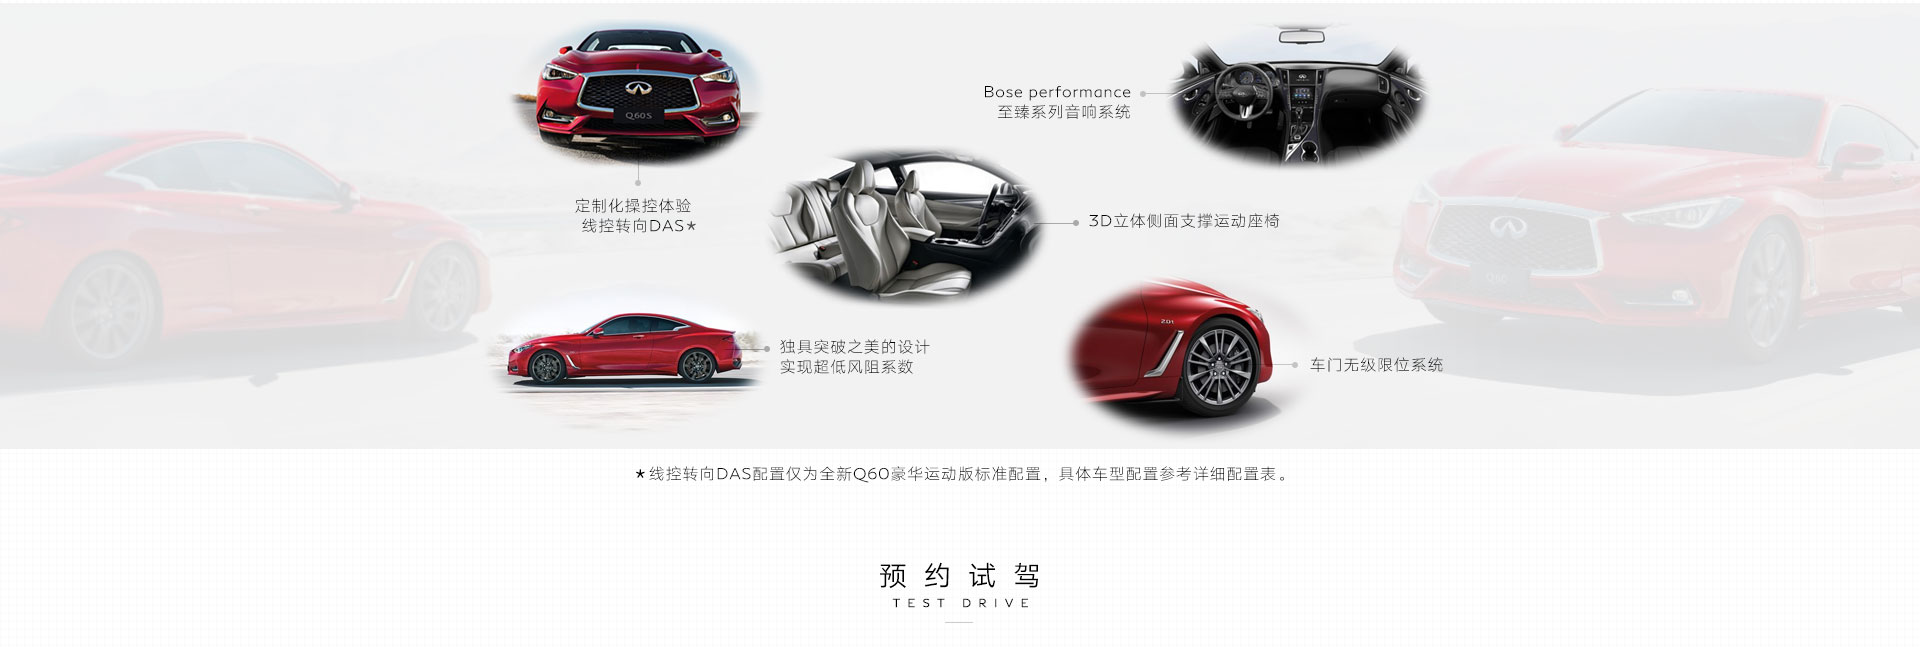 Bose performance
至臻系列音响系统
Q60S
定制化操控体验
线控转向DAS★
3D立体侧面支撑运动座椅
Q60
2.0t
独具突破之美的设计
实现超低风阻系数
车门无级限位系统
★线控转向DAS配置仅为全新Q60豪华运动版标准配置，具体车型配置参考详细配置表。
预约试驾
TEST DRIVE